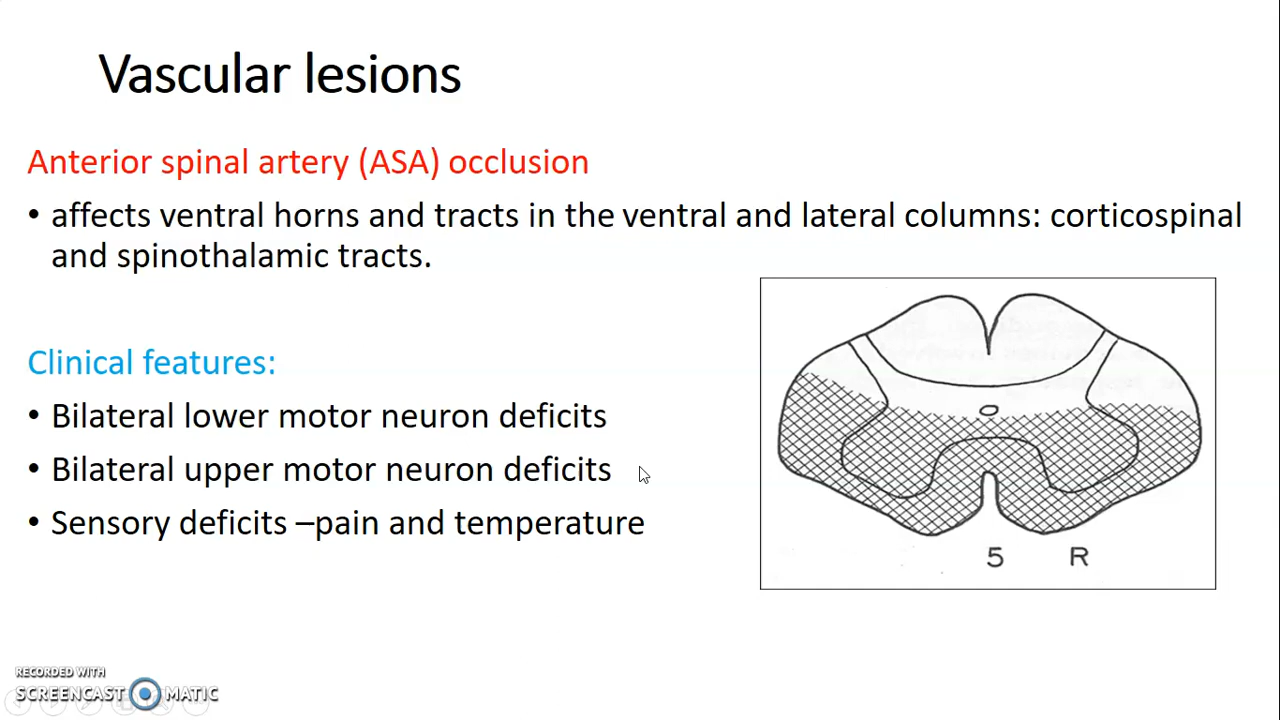 Vascular lesions
Anterior spinal artery (ASA) occlusion
• affects ventral horns and tracts in the ventral and lateral columns: corticospinal
and spinothalamic tracts.
Clinical features:
• Bilateral lower motor neuron deficits
• Bilateral upper motor neuron deficits
• Sensory deficits –pain and temperature
5 R
RECORDED WITH
SCREENCAST MATIC